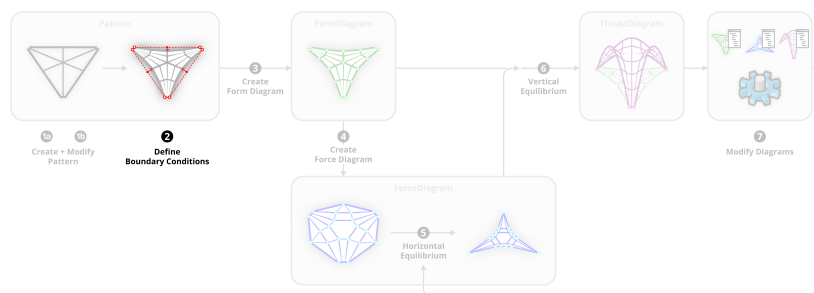 Pattern
FormDiagram
ThrustDiagram
3
Create
Form Diagram
6
Vertical
Equilibrium
1a
1b
Create + Modify
Pattern
2
Define
Boundary Conditions
4
Create
Force Diagram
7
Modify Diagrams
ForceDiagram
5
Horizontal
Equilibrium